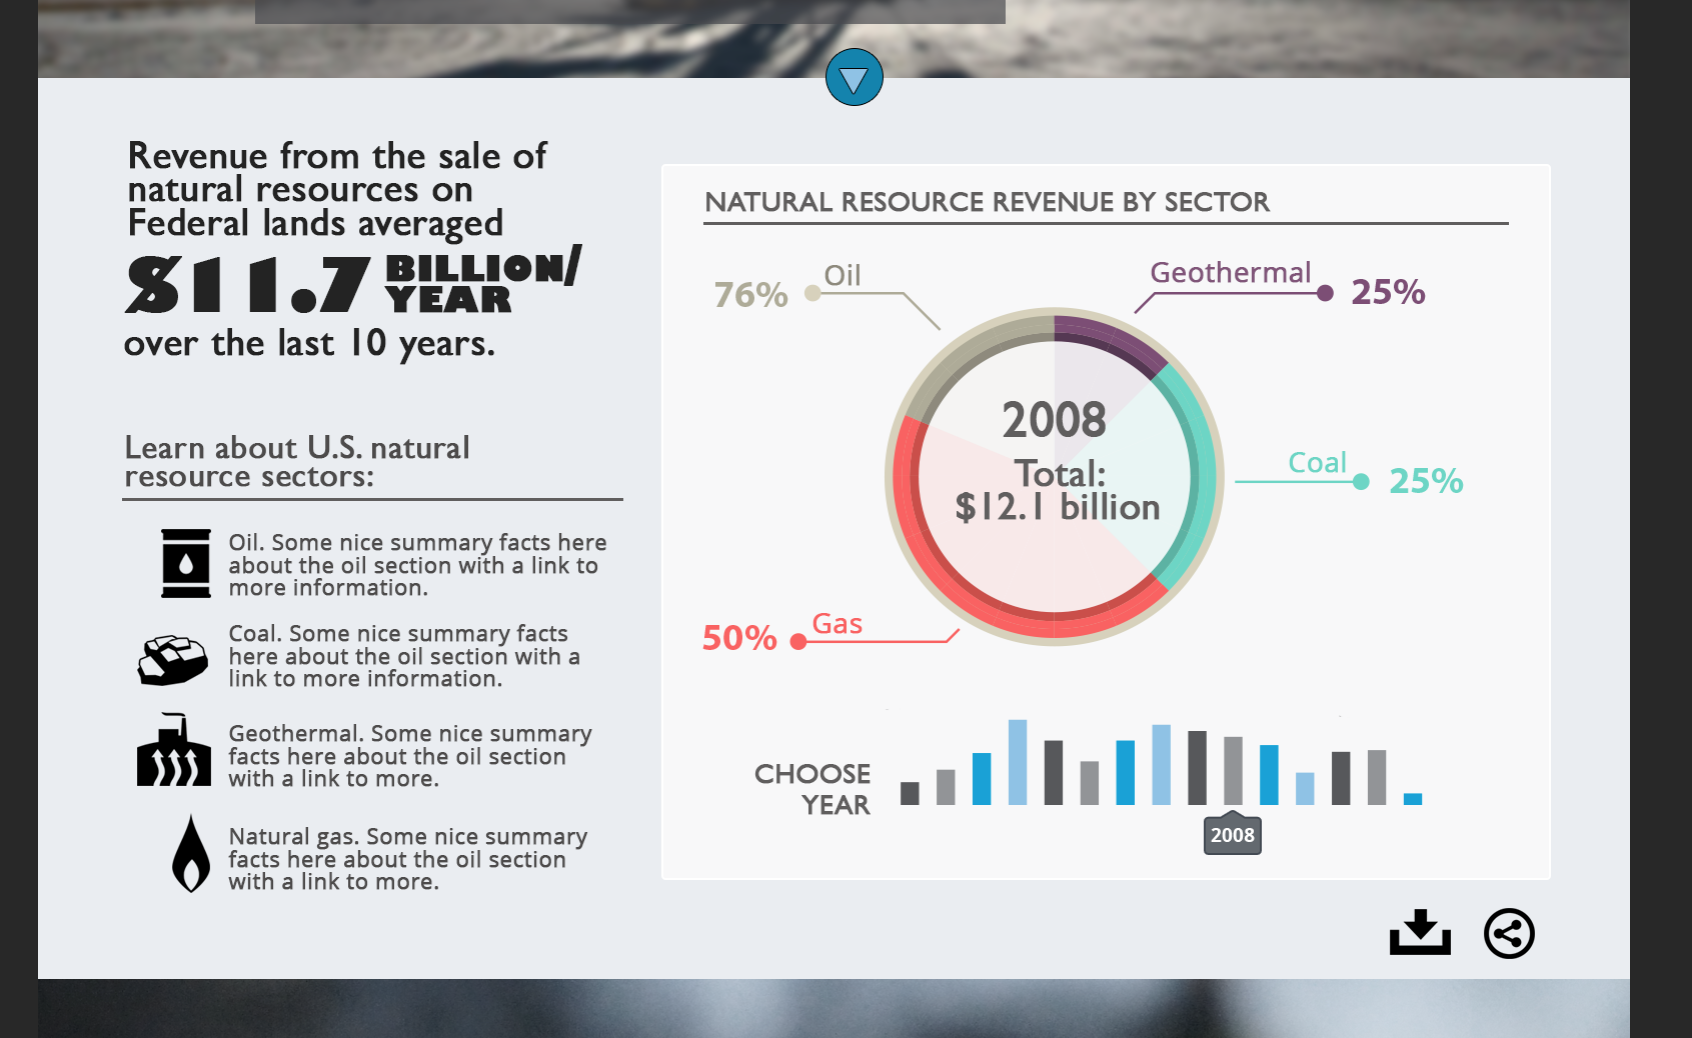 Revenue from the sale of
natural resources on
Federal lands averaged
$11.7 BILLION/
YEAR
over the last 10 years.
Learn about U.S. natural
resource sectors:
Oil. Some nice summary facts here
about the oil section with a link to
more information.
Coal. Some nice summary facts
here about the oil section with a
link to more information.
Geothermal. Some nice summary
facts here about the oil section
with a link to more.
Natural gas. Some nice summary
facts here about the oil section
with a link to more.
NATURAL RESOURCE REVENUE BY SECTOR
76% Oil
Geothermal 25%
2008
Total:
$12.1 billion
Coal 25%
50% Gas
CHOOSE
YEAR
2008